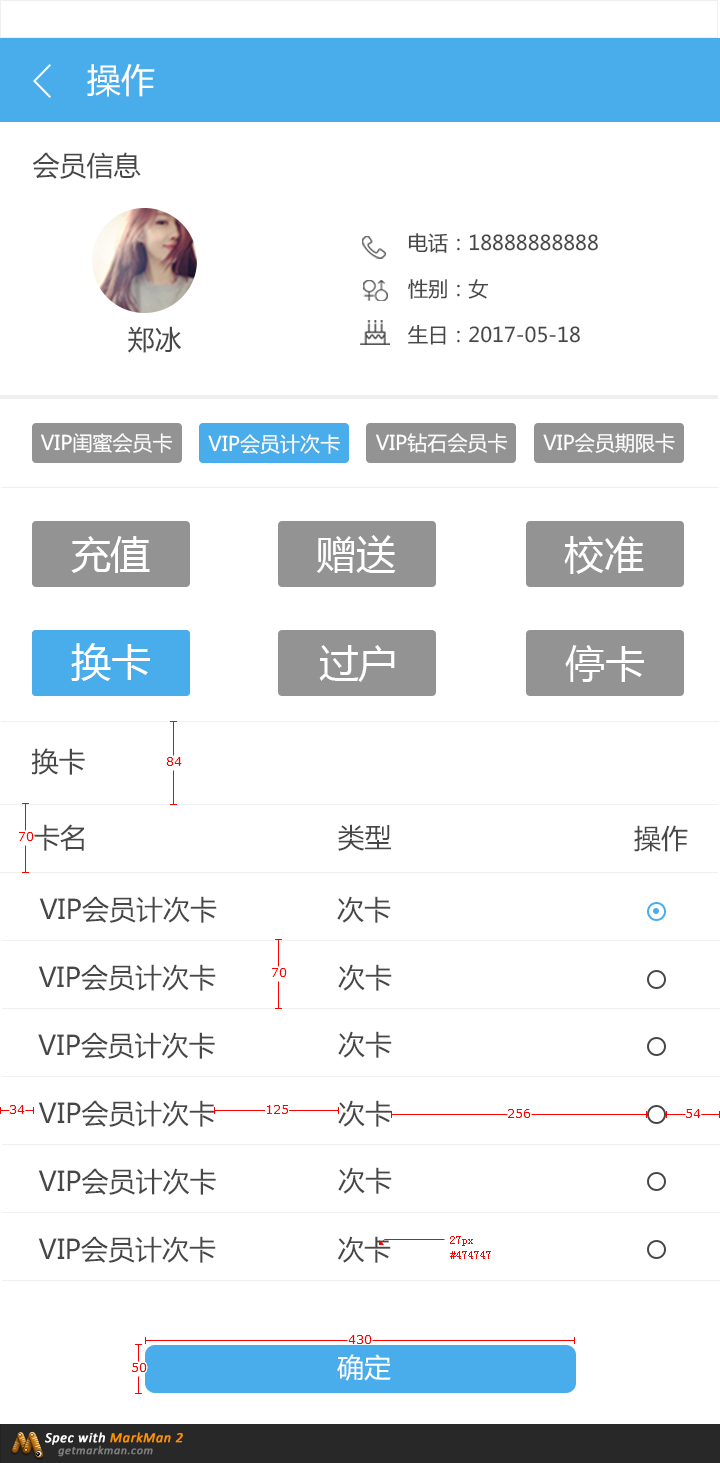 操作
会员信息
电话：18888888888
性别：女
郑冰
生日：2017-05-18
VIP闺蜜会员卡 VIP会员计次卡 VIP钻石会员卡 VIP会员期限卡
充值 赠送 校准
换卡 过户 停卡
换卡 84
70 卡名 类型 操作
VIP会员计次卡 次卡
VIP会员计次卡 70 次卡
VIP会员计次卡 次卡
34 VIP会员计次卡 125 次卡 256 54
VIP会员计次卡 次卡
VIP会员计次卡 次卡 27px
#474747
430
50 确定
Spec with MarkMan 2
getmarkman.com